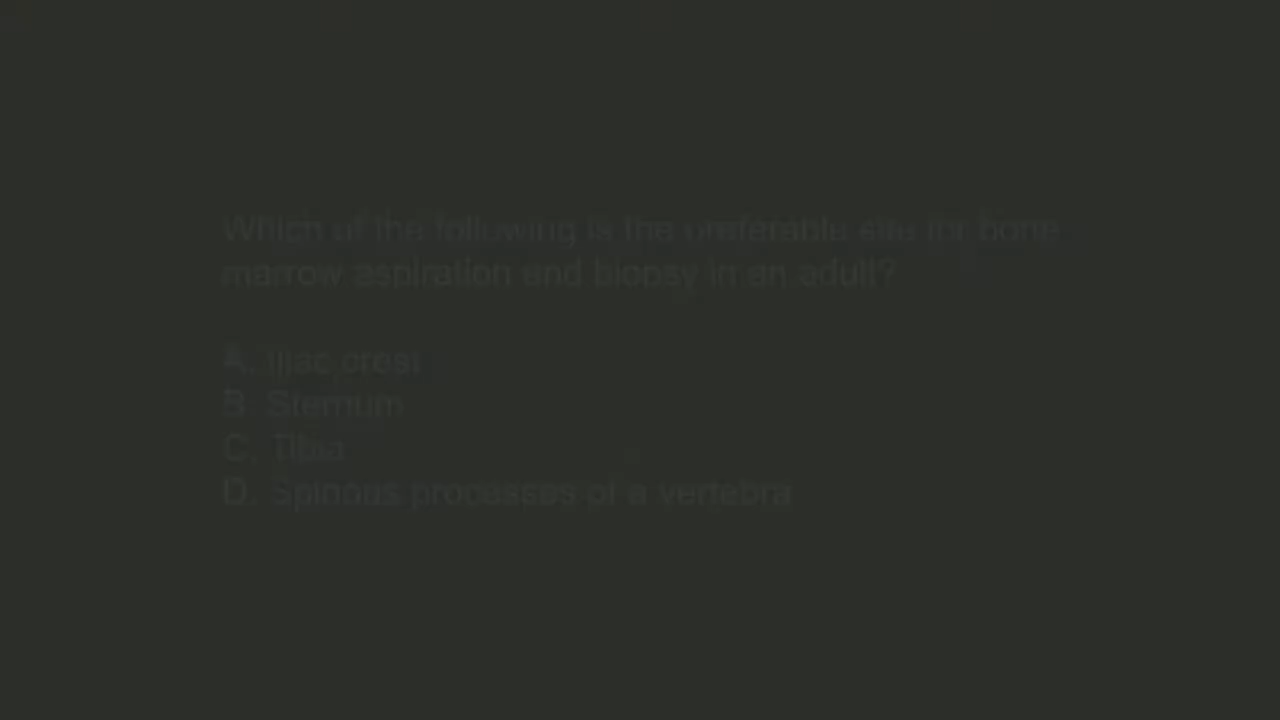 Which of the following is the preferable site for bone
marrow aspiration and biopsy in an adult?
A. Iliac crest
B. Sternum
C. Tibia
D. Spinous processes of a vertebra